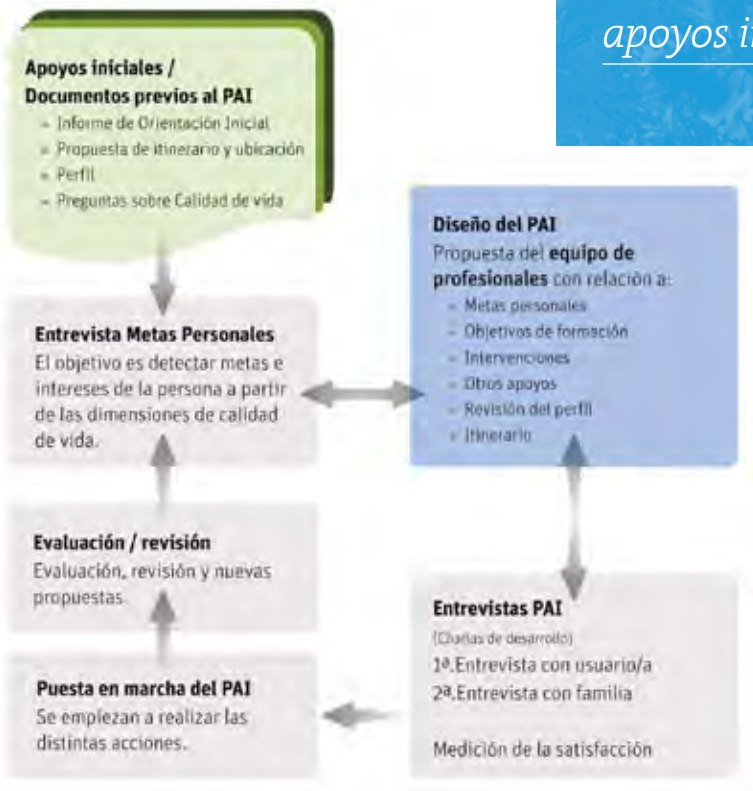 apoyos i
Apoyos iniciales /
Documentos previos al PAI
- Informe de Orientación Inicial
- Propuesta de itinerario y ubicación
- Perfil
- Preguntas sobre Calidad de vida
Diseño del PAI
Propuesta del equipo de
profesionales con relación a:
- Metas personales
- Objetivos de formación
- Intervenciones
- Otros apoyos
- Revisión del perfil
- Itinerario
Entrevista Metas Personales
El objetivo es detectar metas e
intereses de la persona a partir
de las dimensiones de calidad
de vida.
Evaluación / revisión
Evaluación, revisión y nuevas
propuestas.
Entrevistas PAI
(Charlas de desarrollo)
1ª.Entrevista con usuario/a
2ª.Entrevista con familia
Medición de la satisfacción
Puesta en marcha del PAI
Se empiezan a realizar las
distintas acciones.